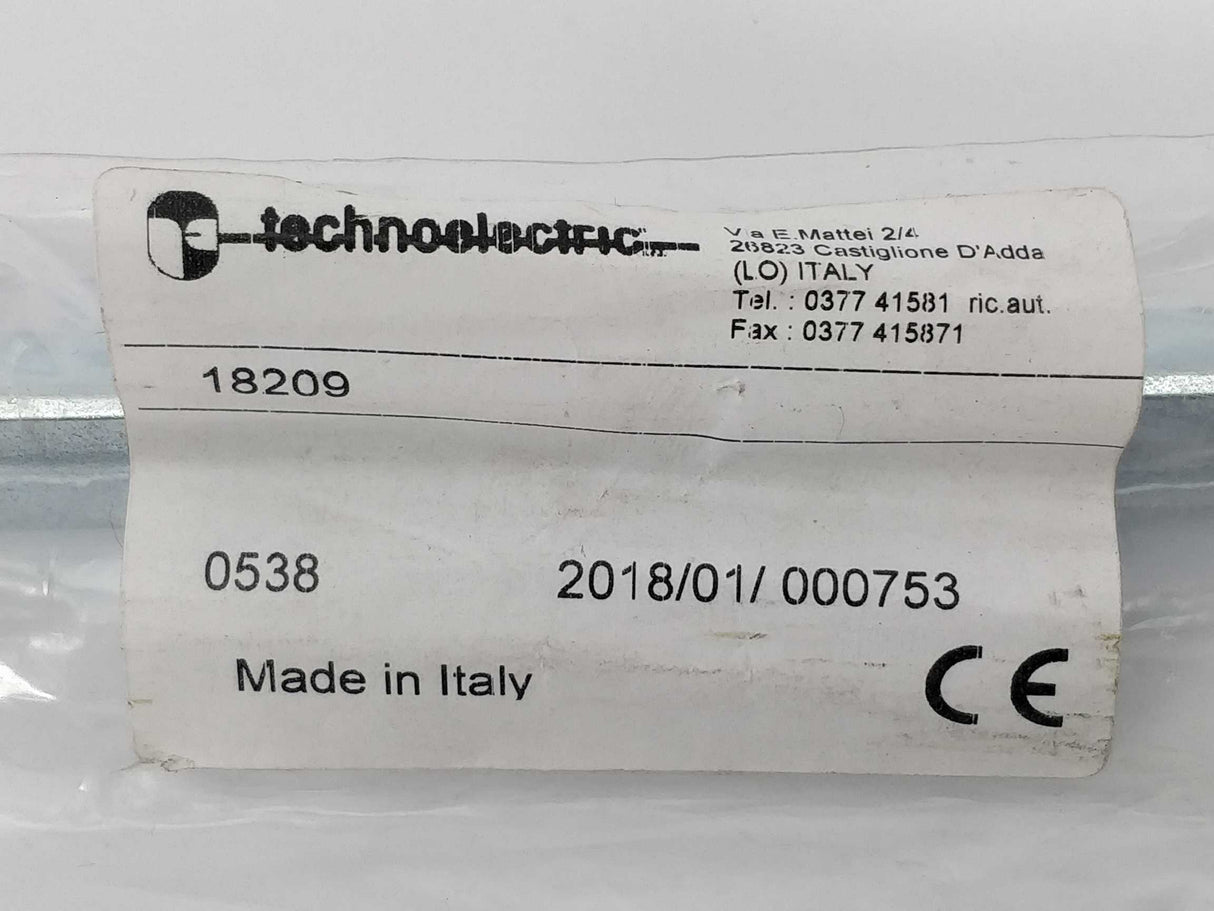 technoelectric
Via E.Mattei 2/4
26823 Castiglione D'Adda
(LO) ITALY
Tel. : 0377 41581 ric.aut.
Fax : 0377 415871
18209
0538 2018/01/ 000753
Made in Italy
CE